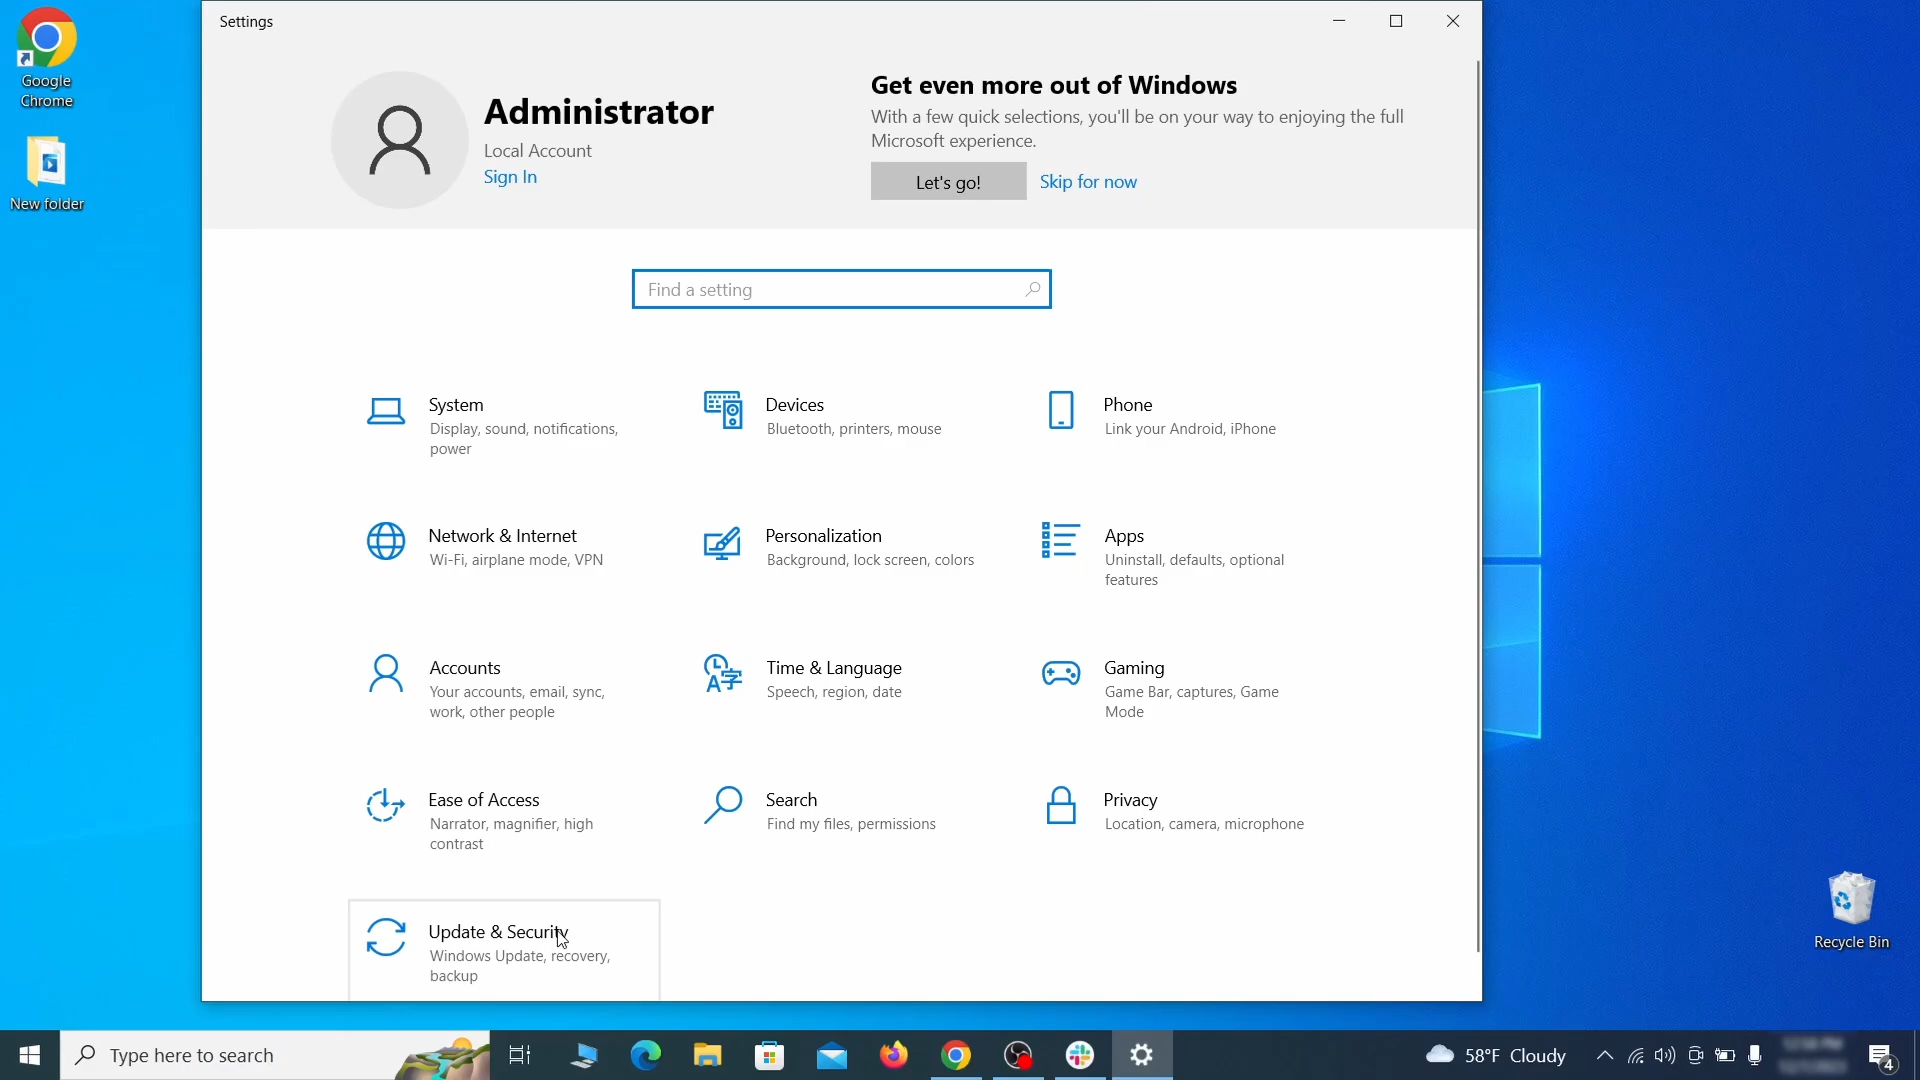 Settings
Google
Chrome
New folder
Administrator
Local Account
Sign In
Get even more out of Windows
With a few quick selections, you'll be on your way to enjoying the full
Microsoft experience.
Let's go!
Skip for now
Find a setting
System
Display, sound, notifications,
power
Devices
Bluetooth, printers, mouse
Phone
Link your Android, iPhone
Network & Internet
Wi-Fi, airplane mode, VPN
Personalization
Background, lock screen, colors
Apps
Uninstall, defaults, optional
features
Accounts
Your accounts, email, sync,
work, other people
Time & Language
Speech, region, date
Gaming
Game Bar, captures, Game
Mode
Ease of Access
Narrator, magnifier, high
contrast
Search
Find my files, permissions
Privacy
Location, camera, microphone
Update & Security
Windows Update, recovery,
backup
Recycle Bin
Type here to search
58°F Cloudy
4